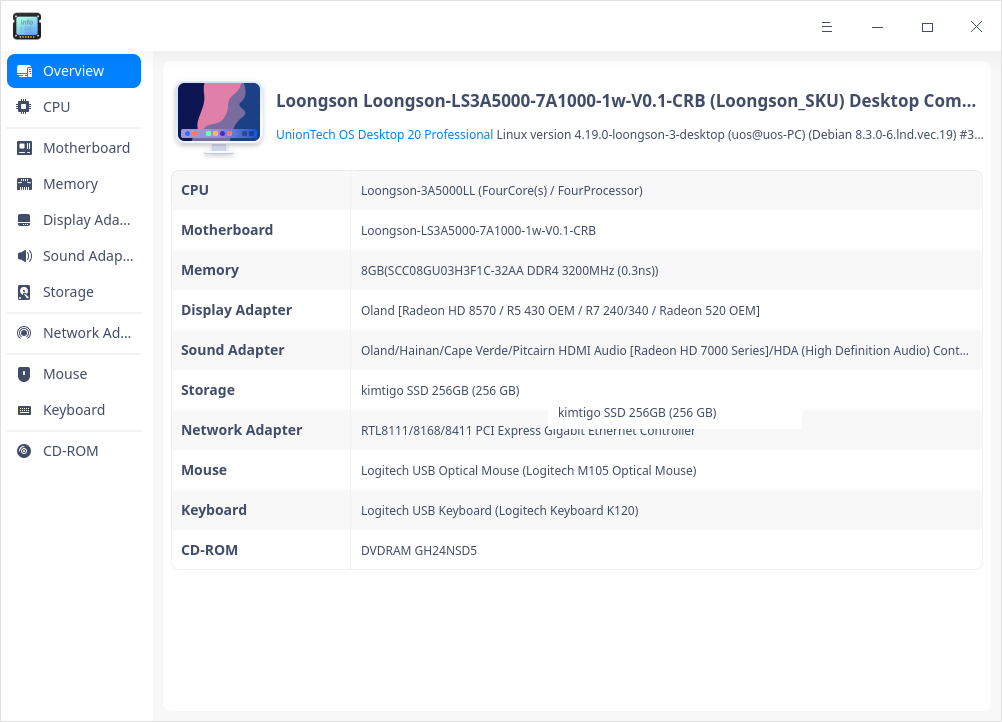 info
Overview
CPU
Motherboard
Memory
Display Ada...
Sound Adap...
Storage
Network Ad...
Mouse
Keyboard
CD-ROM
Loongson Loongson-LS3A5000-7A1000-1w-V0.1-CRB (Loongson_SKU) Desktop Com...
UnionTech OS Desktop 20 Professional Linux version 4.19.0-loongson-3-desktop (uos@uos-PC) (Debian 8.3.0-6.lnd.vec.19) #3...
CPU Loongson-3A5000LL (FourCore(s) / FourProcessor)
Motherboard Loongson-LS3A5000-7A1000-1w-V0.1-CRB
Memory 8GB(SCC08GU03H3F1C-32AA DDR4 3200MHz (0.3ns))
Display Adapter Oland [Radeon HD 8570 / R5 430 OEM / R7 240/340 / Radeon 520 OEM]
Sound Adapter Oland/Hainan/Cape Verde/Pitcairn HDMI Audio [Radeon HD 7000 Series]/HDA (High Definition Audio) Cont...
Storage kimtigo SSD 256GB (256 GB)
kimtigo SSD 256GB (256 GB)
Network Adapter RTL8111/8168/8411 PCI Express Gigabit Ethernet Controller
Mouse Logitech USB Optical Mouse (Logitech M105 Optical Mouse)
Keyboard Logitech USB Keyboard (Logitech Keyboard K120)
CD-ROM DVDRAM GH24NSD5